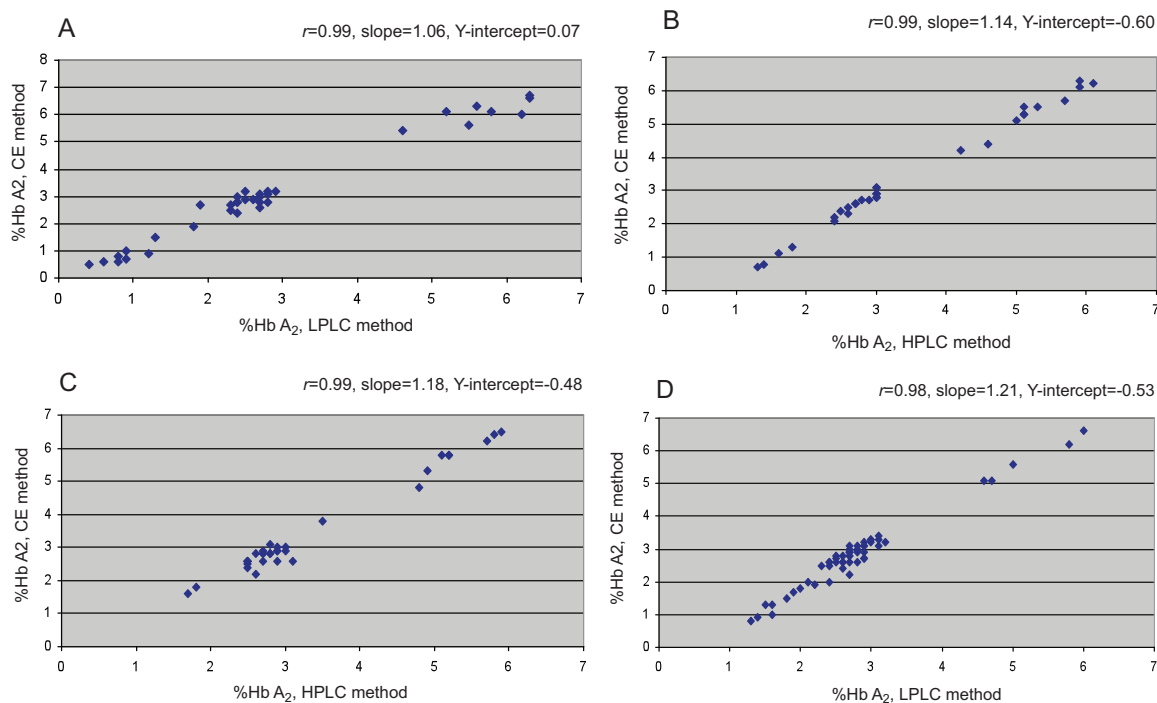 A
r=0.99, slope=1.06, Y-intercept=0.07
%Hb A2, CE method
8
7
6
5
4
3
2
1
0
0 1 2 3 4 5 6 7
%Hb A₂, LPLC method
B
r=0.99, slope=1.14, Y-intercept=-0.60
%Hb A2, CE method
7
6
5
4
3
2
1
0
0 1 2 3 4 5 6 7
%Hb A₂, HPLC method
C
r=0.99, slope=1.18, Y-intercept=-0.48
%Hb A2, CE method
7
6
5
4
3
2
1
0
0 1 2 3 4 5 6 7
%Hb A₂, HPLC method
D
r=0.98, slope=1.21, Y-intercept=-0.53
%Hb A2, CE method
7
6
5
4
3
2
1
0
0 1 2 3 4 5 6 7
%Hb A₂, LPLC method